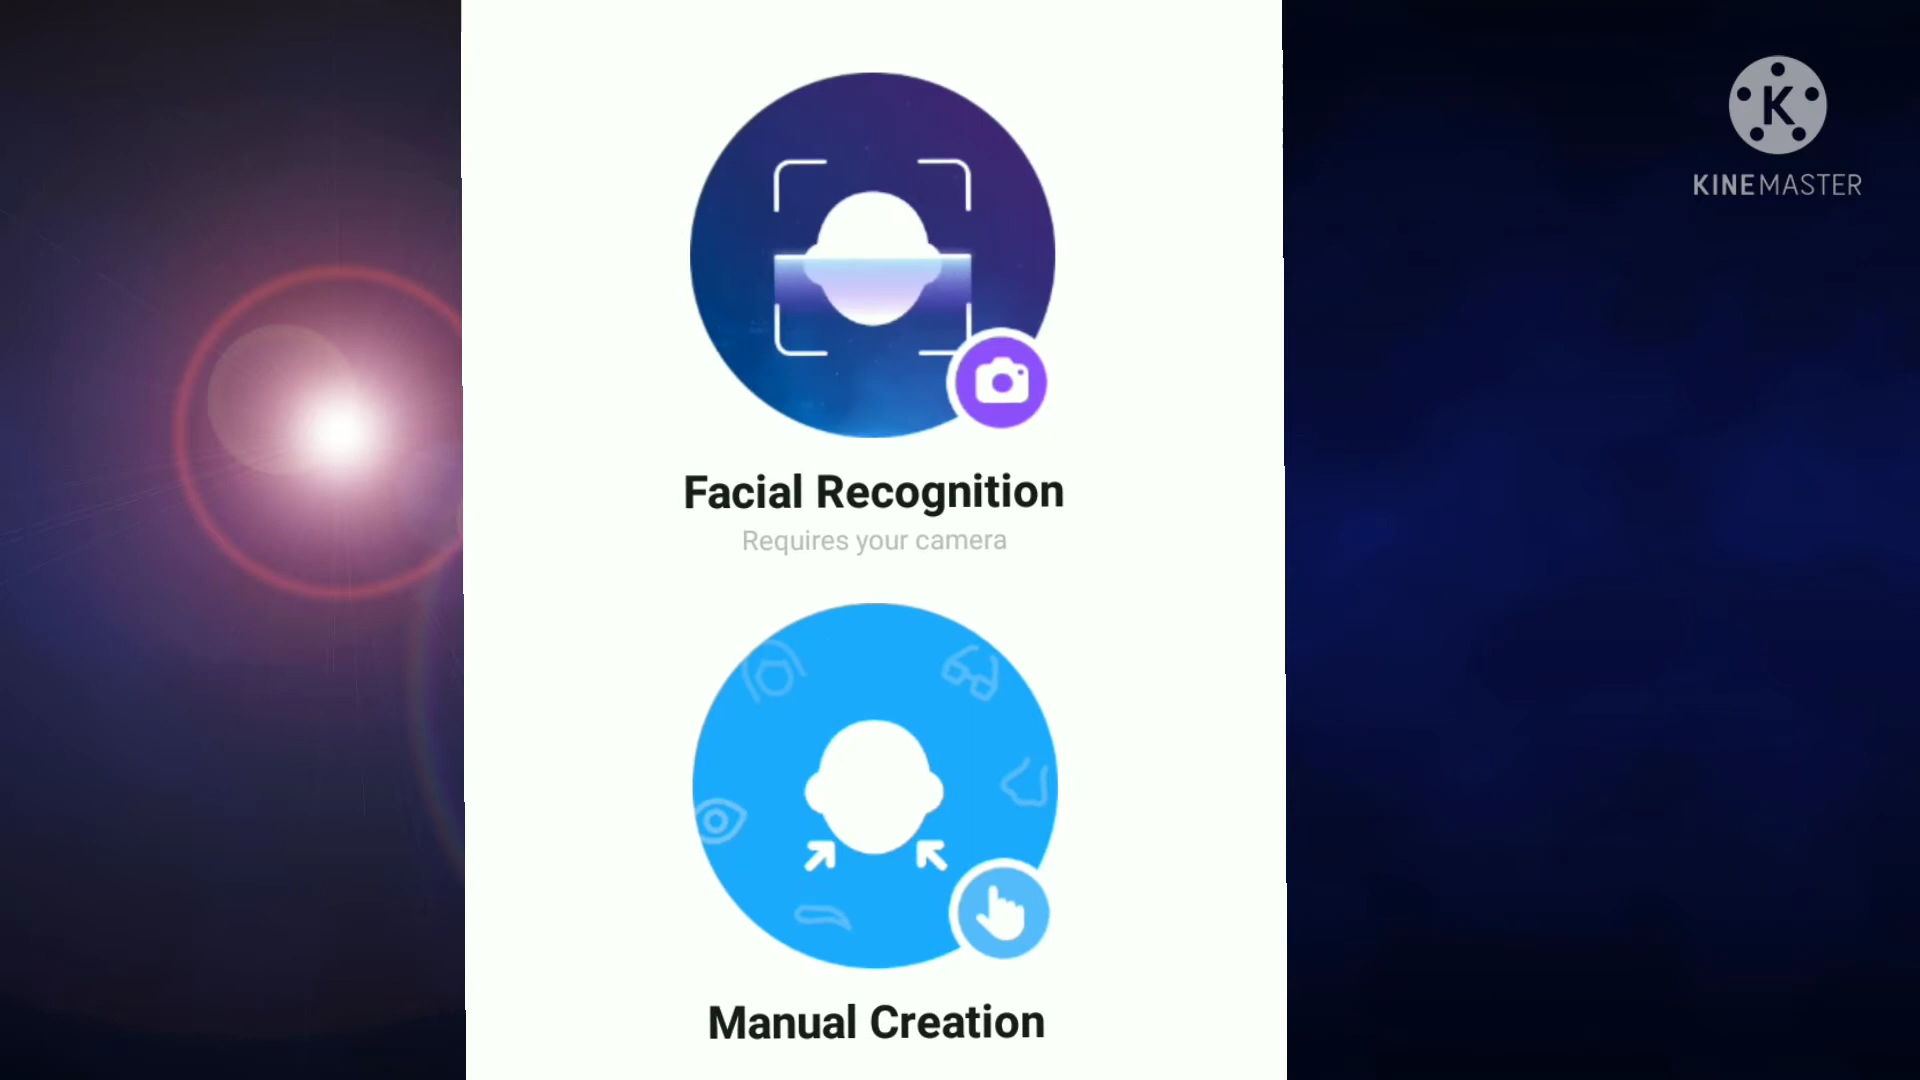 K
KINEMASTER
Facial Recognition
Requires your camera
Manual Creation